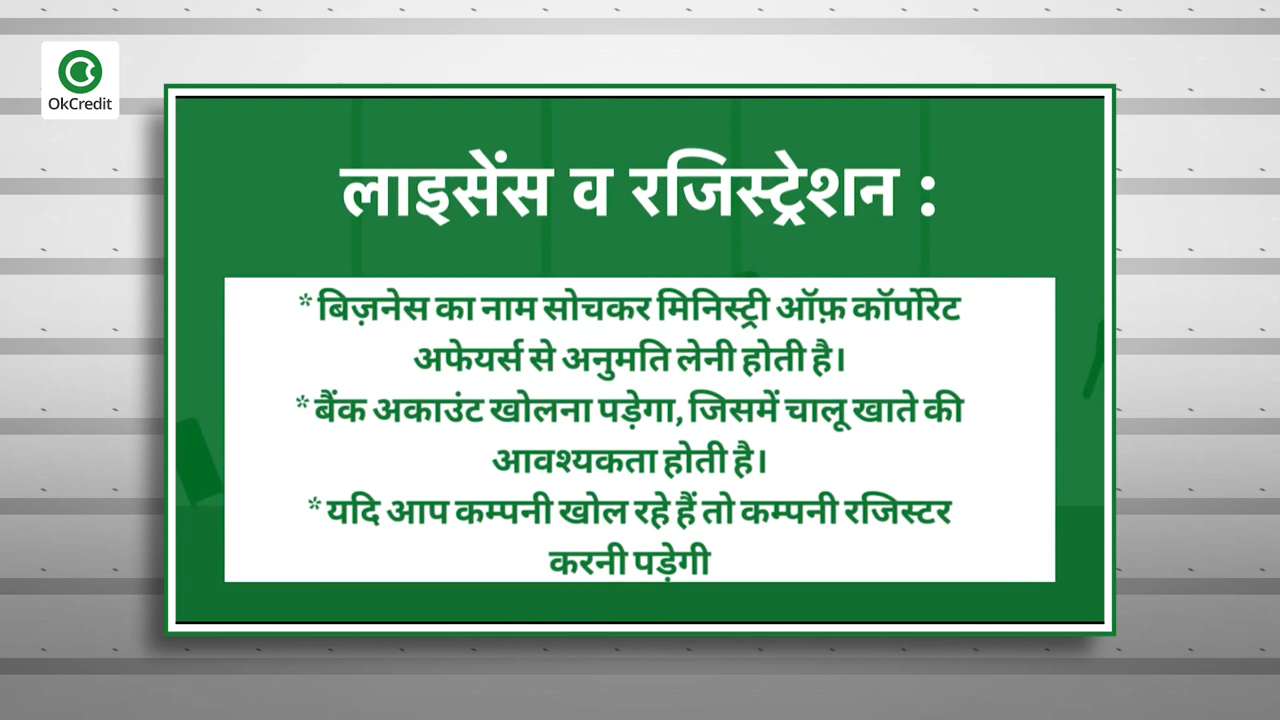 OkCredit
लाइसेंस व रजिस्ट्रेशन :
* बिज़नेस का नाम सोचकर मिनिस्ट्री ऑफ़ कॉर्पोरेट
अफेयर्स से अनुमति लेनी होती है।
* बैंक अकाउंट खोलना पड़ेगा, जिसमें चालू खाते की
आवश्यकता होती है।
* यदि आप कम्पनी खोल रहे हैं तो कम्पनी रजिस्टर
करनी पड़ेगी